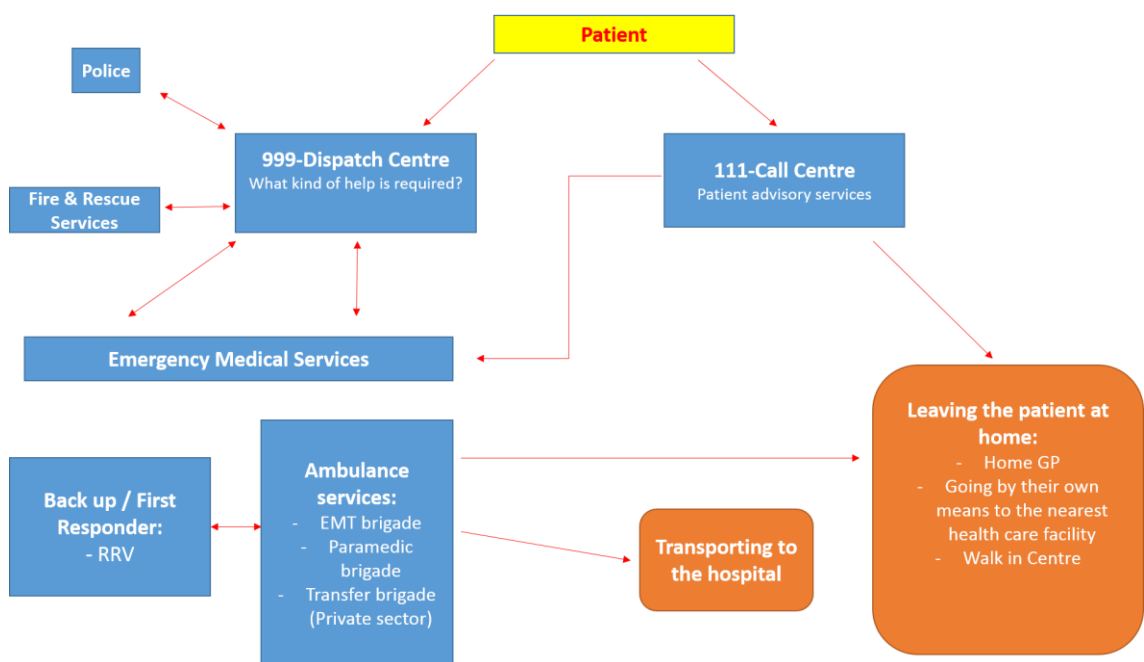 Patient
Police
999-Dispatch Centre
What kind of help is required?
111-Call Centre
Patient advisory services
Fire & Rescue
Services
Emergency Medical Services
Leaving the patient at
home:
- Home GP
- Going by their own
means to the nearest
health care facility
- Walk in Centre
Back up / First
Responder:
- RRV
Ambulance
services:
- EMT brigade
- Paramedic
brigade
- Transfer brigade
(Private sector)
Transporting to
the hospital